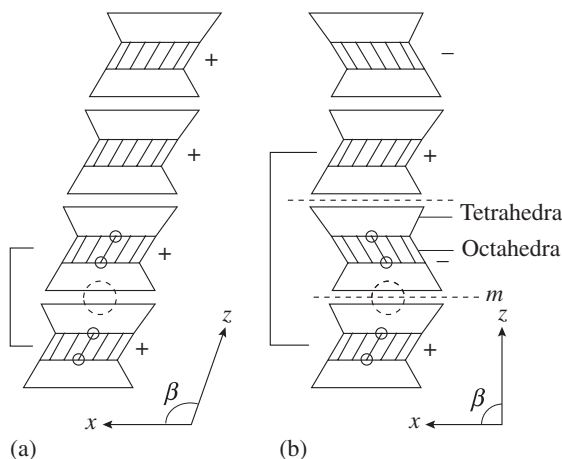 +
+
+
+
z
β
x
(a)
−
+
Tetrahedra
Octahedra
−
m
+
z
β
x
(b)